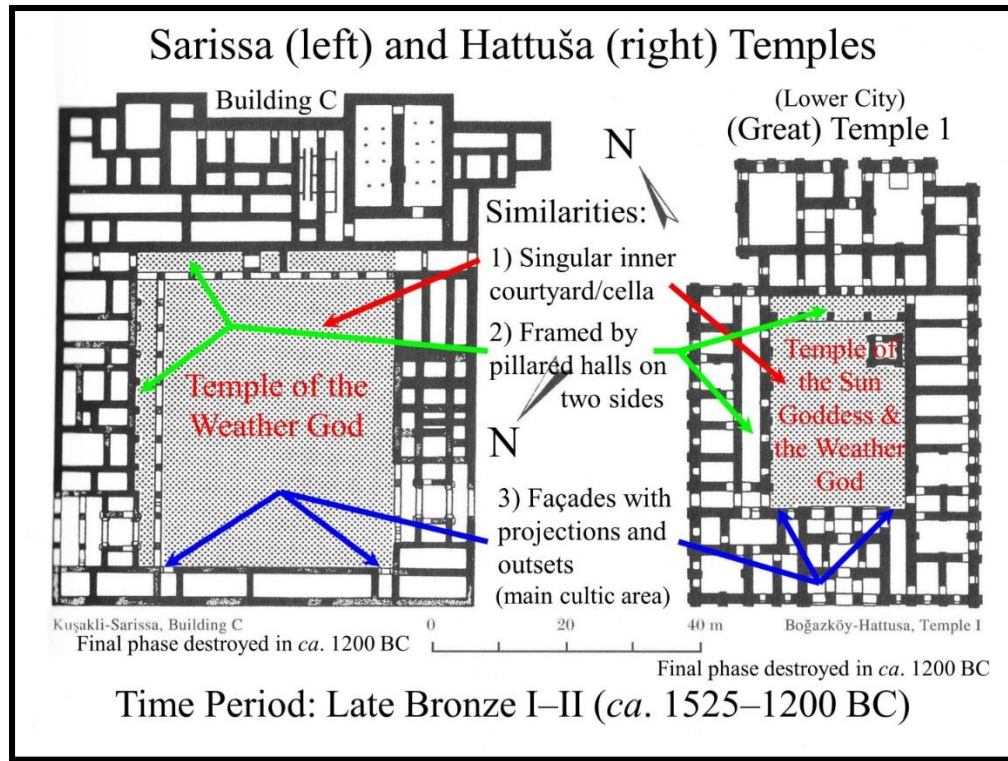 Sarissa (left) and Hattuša (right) Temples
Building C
(Lower City)
(Great) Temple 1
N
Similarities:
1) Singular inner
courtyard/cella
2) Framed by
pillared halls on
two sides
N
3) Façades with
projections and
outsets
(main cultic area)
Temple of the
Weather God
Temple of
the Sun
Goddess &
the Weather
God
Kuşakli-Sarissa, Building C
0 20 40 m
Boğazköy-Hattusa, Temple I
Final phase destroyed in ca. 1200 BC
Final phase destroyed in ca. 1200 BC
Time Period: Late Bronze I–II (ca. 1525–1200 BC)